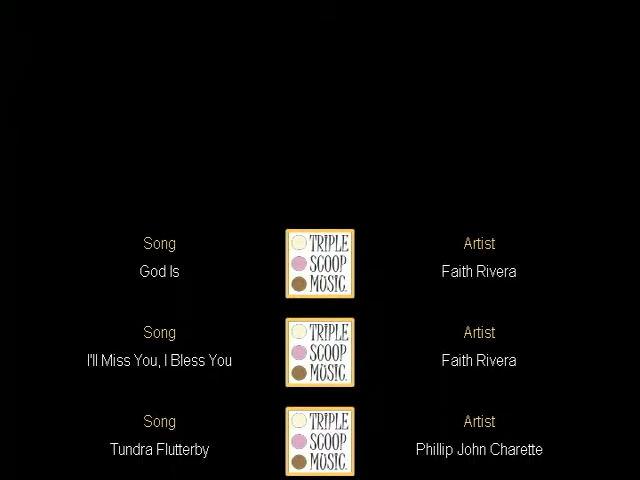 Song
TRIPLE
SCOOP
MUSIC.
Artist
God Is
Faith Rivera
Song
TRIPLE
SCOOP
MUSIC.
Artist
I'll Miss You, I Bless You
Faith Rivera
Song
TRIPLE
SCOOP
MUSIC.
Artist
Tundra Flutterby
Phillip John Charette